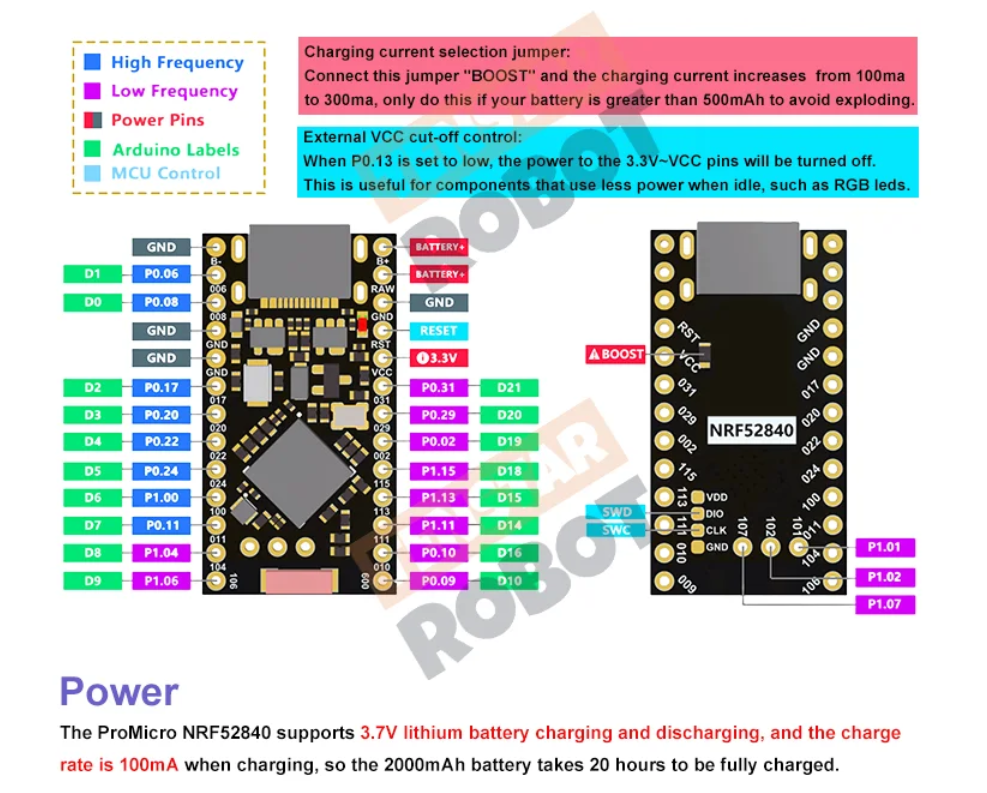 High Frequency
Low Frequency
Power Pins
Arduino Labels
MCU Control
Charging current selection jumper:
Connect this jumper "BOOST" and the charging current increases from 100ma
to 300ma, only do this if your battery is greater than 500mAh to avoid exploding.
External VCC cut-off control:
When P0.13 is set to low, the power to the 3.3V~VCC pins will be turned off.
This is useful for components that use less power when idle, such as RGB leds.
GND B- B+ BATTERY+
D1 P0.06 006 RAW BATTERY+
D0 P0.08 008 GND GND
GND GND RST RESET
GND GND VCC 3.3V
D2 P0.17 017 031 P0.31 D21
D3 P0.20 020 029 P0.29 D20
D4 P0.22 022 002 P0.02 D19
D5 P0.24 024 115 P1.15 D18
D6 P1.00 100 113 P1.13 D15
D7 P0.11 011 111 P1.11 D14
D8 P1.04 104 010 P0.10 D16
D9 P1.06 106 009 P0.09 D10
RST GND
BOOST VCC GND
031 017
029 020
NRF52840
002 022
115 024
113 VDD 100
SWD DIO
SWC 111 CLK 011
010 GND 107 102 101 104
009 106
P1.01
P1.02
P1.07
STAR
ROBOT
STAR
ROBOT
Power
The ProMicro NRF52840 supports 3.7V lithium battery charging and discharging, and the charge
rate is 100mA when charging, so the 2000mAh battery takes 20 hours to be fully charged.